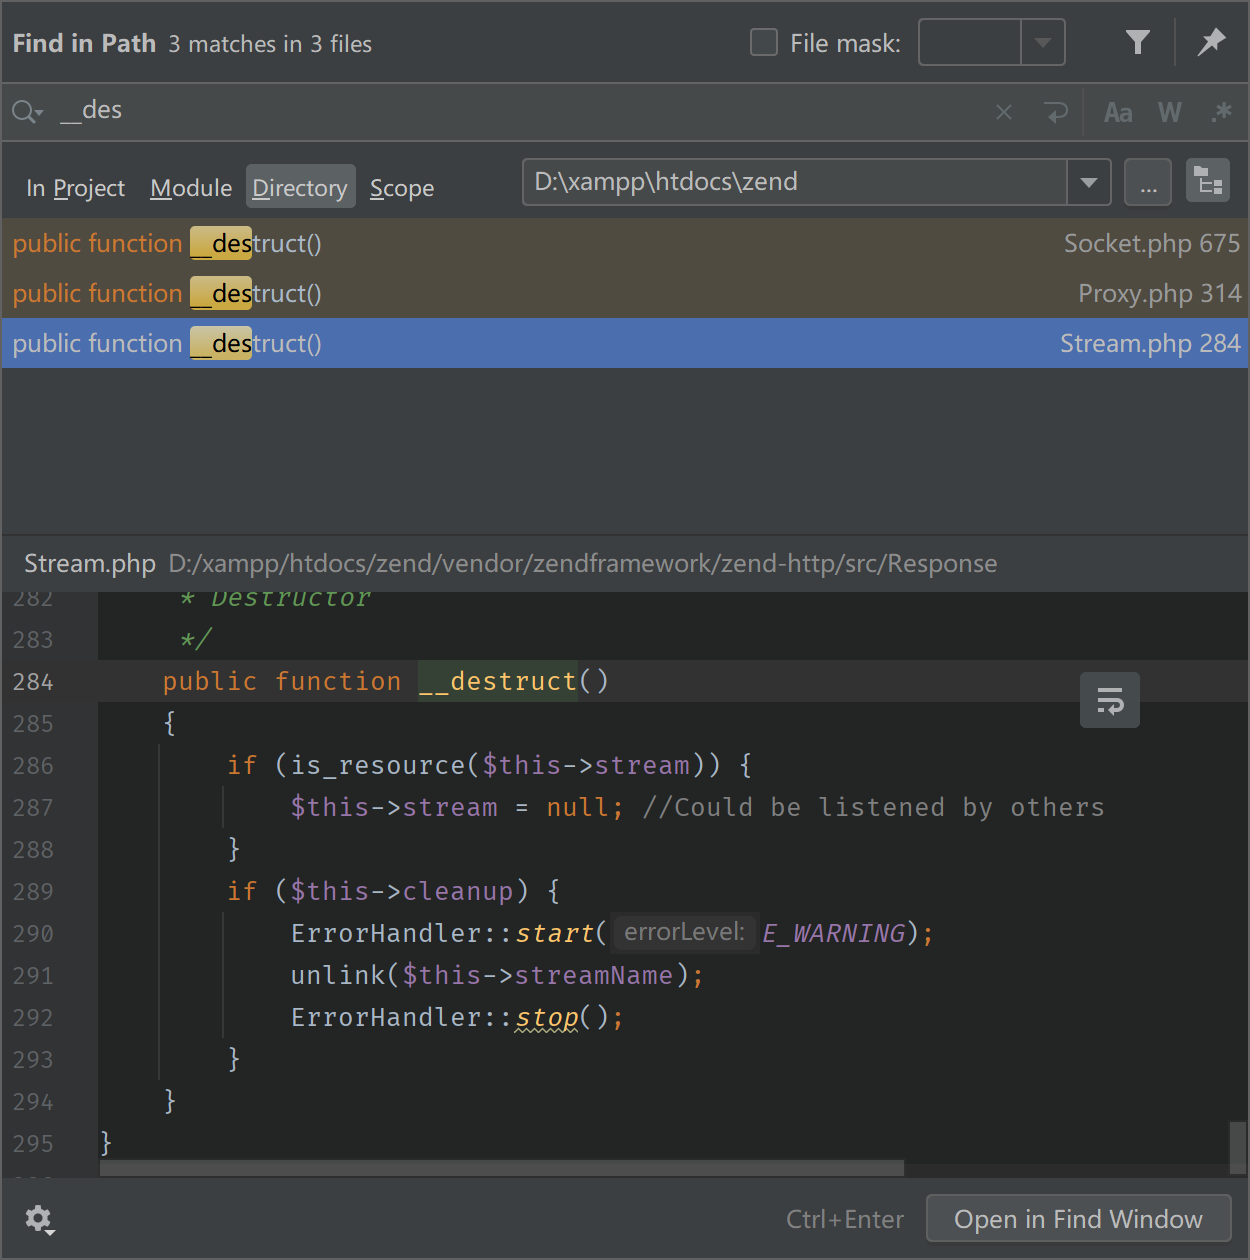 Find in Path 3 matches in 3 files File mask:
__des Aa W .*
In Project Module Directory Scope D:\xampp\htdocs\zend ...
public function __destruct() Socket.php 675
public function __destruct() Proxy.php 314
public function __destruct() Stream.php 284
Stream.php D:/xampp/htdocs/zend/vendor/zendframework/zend-http/src/Response
282 * Destructor
283 */
284 public function __destruct()
285 {
286 if (is_resource($this->stream)) {
287 $this->stream = null; //Could be listened by others
288 }
289 if ($this->cleanup) {
290 ErrorHandler::start( errorLevel: E_WARNING);
291 unlink($this->streamName);
292 ErrorHandler::stop();
293 }
294 }
295 }
Ctrl+Enter Open in Find Window